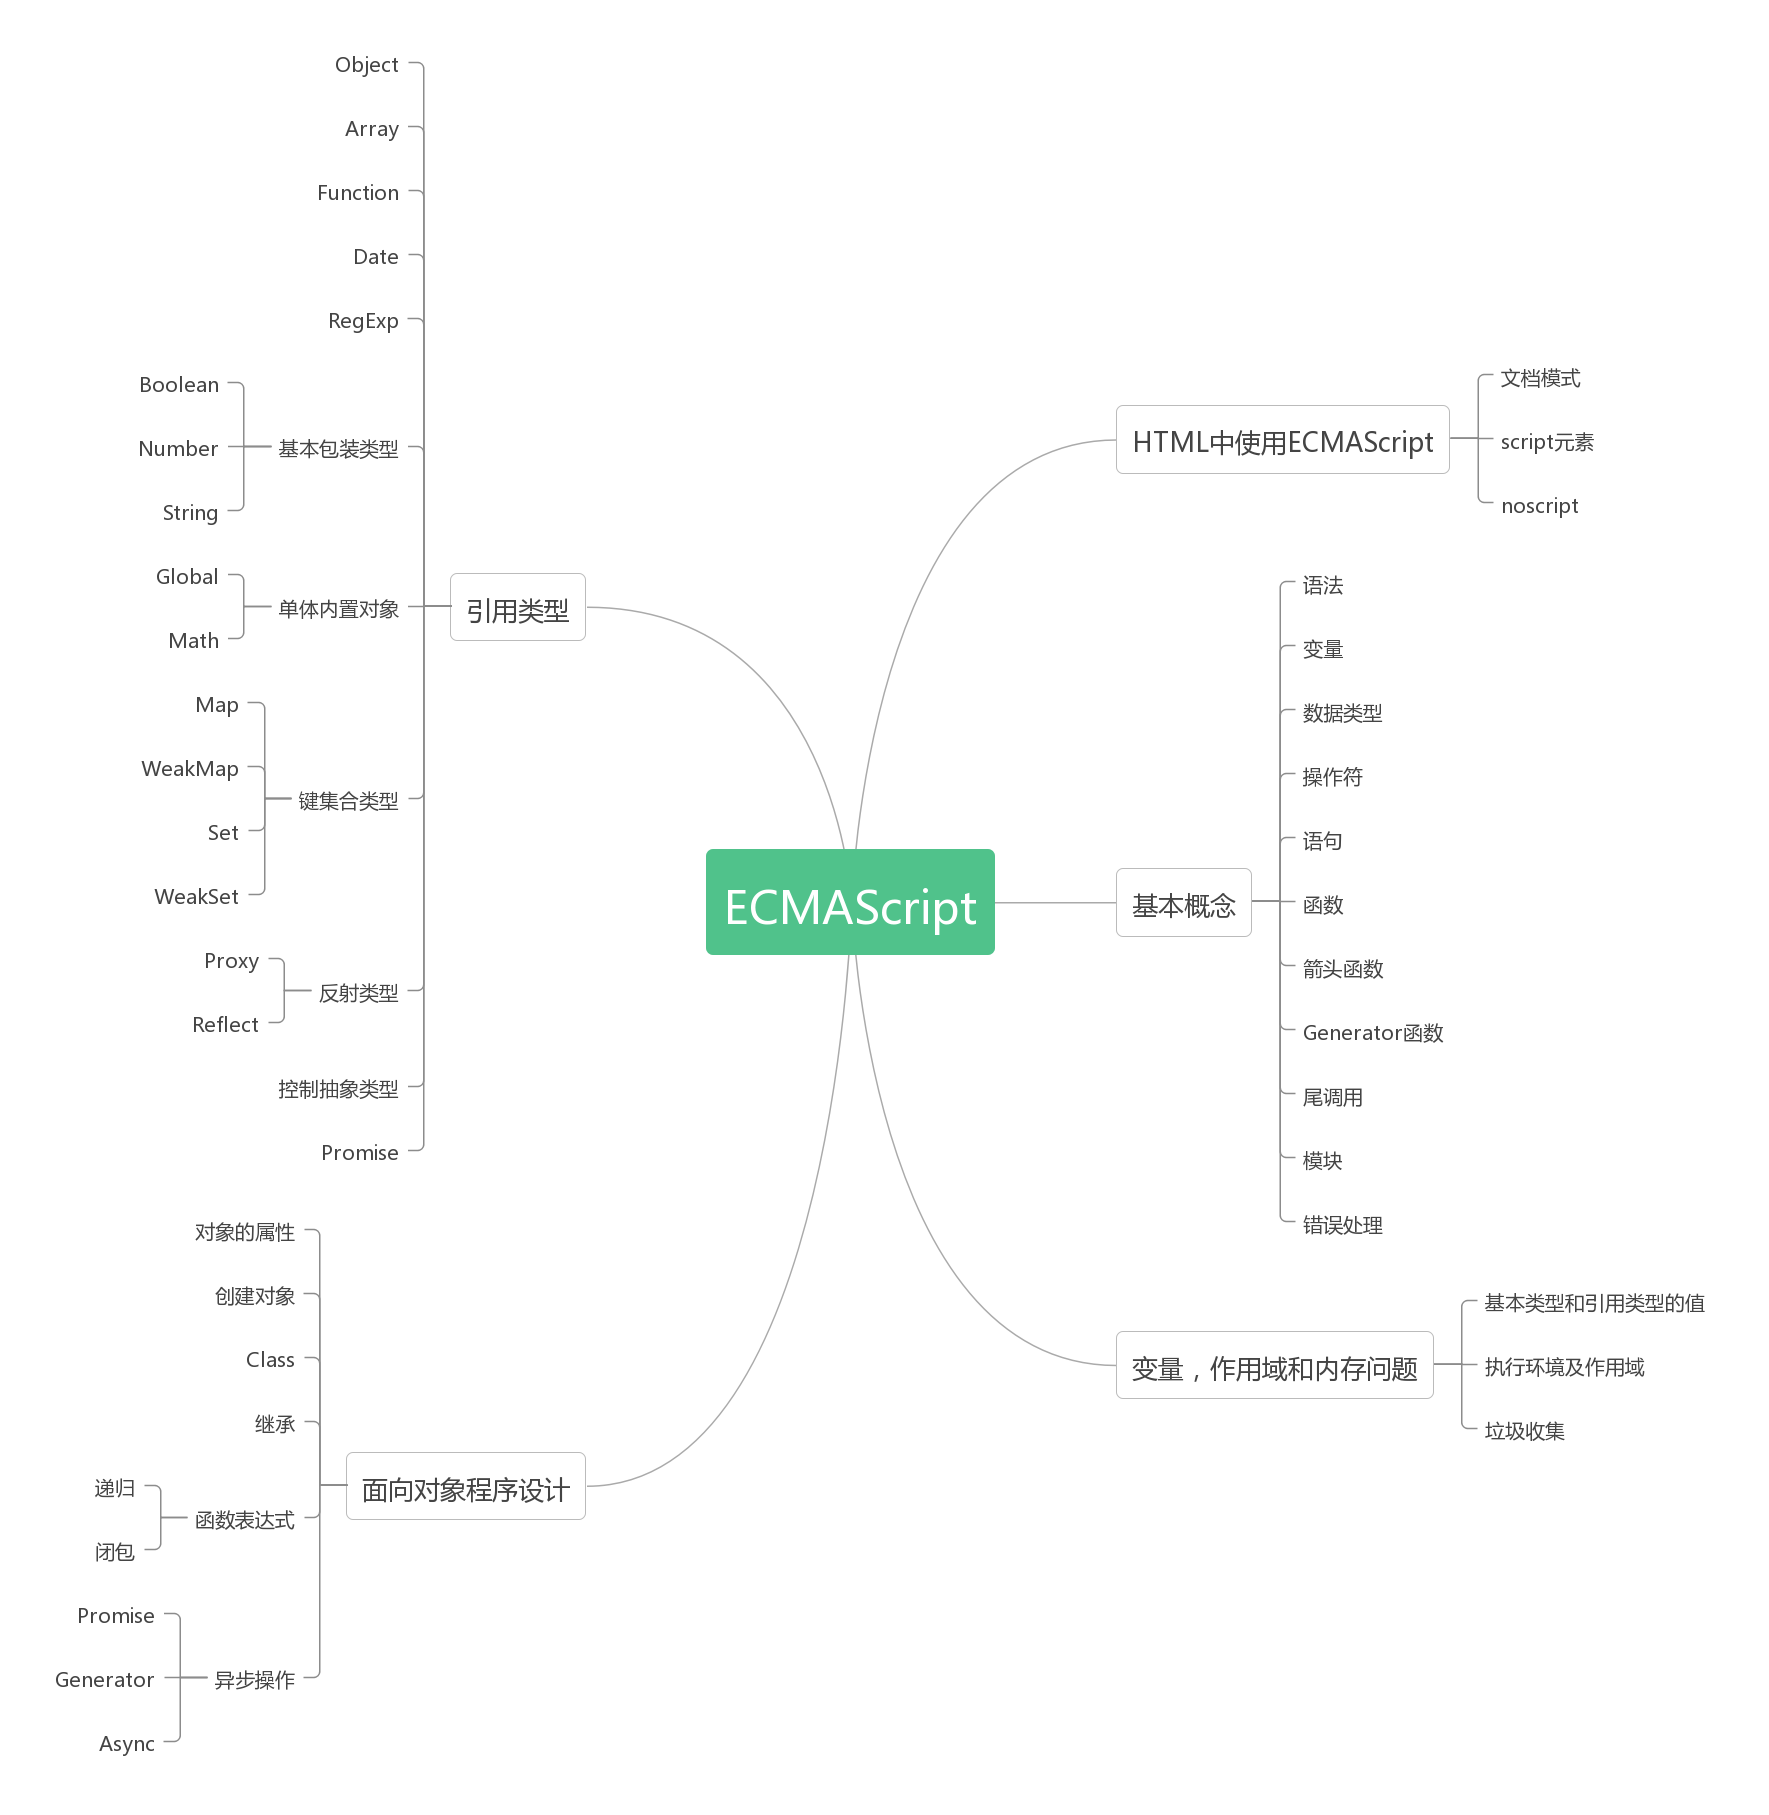 ECMAScript
HTML中使用ECMAScript
文档模式
script元素
noscript
基本概念
语法
变量
数据类型
操作符
语句
函数
箭头函数
Generator函数
尾调用
模块
错误处理
变量，作用域和内存问题
基本类型和引用类型的值
执行环境及作用域
垃圾收集
引用类型
Object
Array
Function
Date
RegExp
基本包装类型
Boolean
Number
String
单体内置对象
Global
Math
键集合类型
Map
WeakMap
Set
WeakSet
反射类型
Proxy
Reflect
控制抽象类型
Promise
面向对象程序设计
对象的属性
创建对象
Class
继承
函数表达式
递归
闭包
异步操作
Promise
Generator
Async